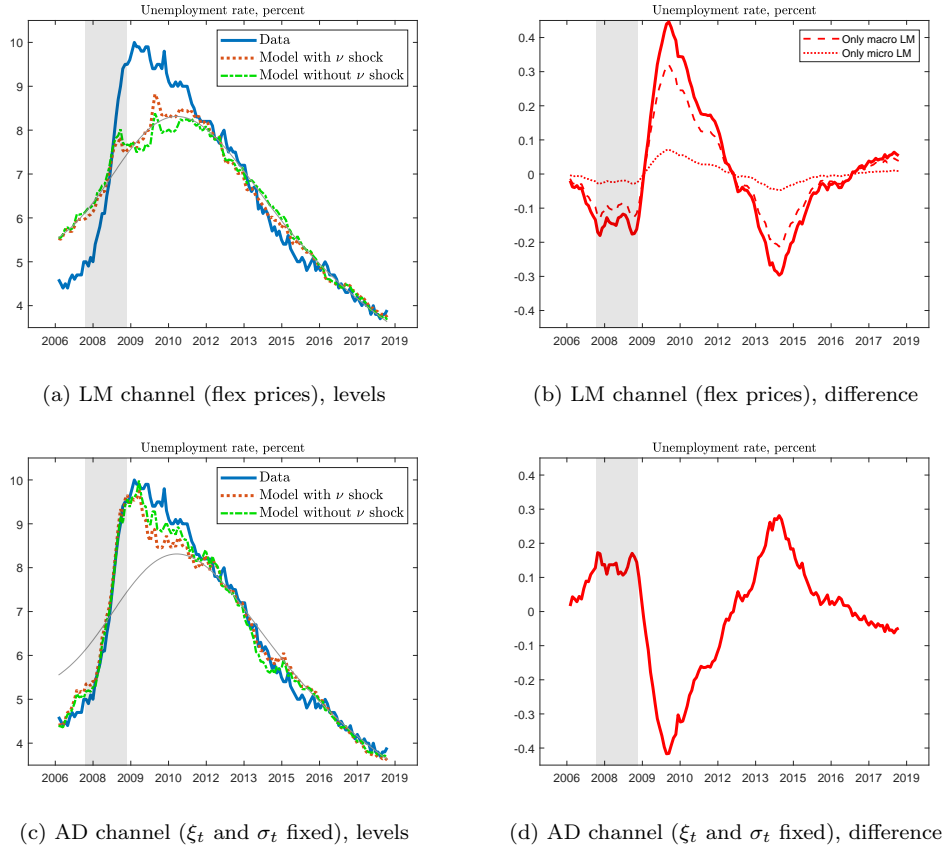 Unemployment rate, percent
10
9
8
7
6
5
4
Data
Model with ν shock
Model without ν shock
2006 2008 2009 2010 2012 2013 2015 2016 2017 2019
(a) LM channel (flex prices), levels
Unemployment rate, percent
0.4
0.3
0.2
0.1
0
-0.1
-0.2
-0.3
-0.4
Only macro LM
Only micro LM
2006 2008 2009 2010 2012 2013 2015 2016 2017 2019
(b) LM channel (flex prices), difference
Unemployment rate, percent
10
9
8
7
6
5
4
Data
Model with ν shock
Model without ν shock
2006 2008 2009 2010 2012 2013 2015 2016 2017 2019
(c) AD channel (ξt and σt fixed), levels
Unemployment rate, percent
0.4
0.3
0.2
0.1
0
-0.1
-0.2
-0.3
-0.4
2006 2008 2009 2010 2012 2013 2015 2016 2017 2019
(d) AD channel (ξt and σt fixed), difference